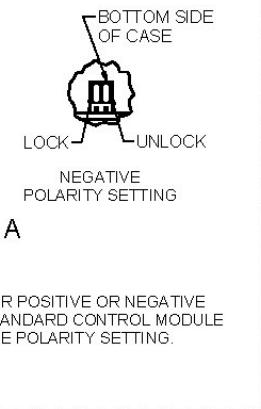 BOTTOM SIDE
OF CASE
LOCK
UNLOCK
NEGATIVE
POLARITY SETTING
A
R POSITIVE OR NEGATIVE
ANDARD CONTROL MODULE
E POLARITY SETTING.